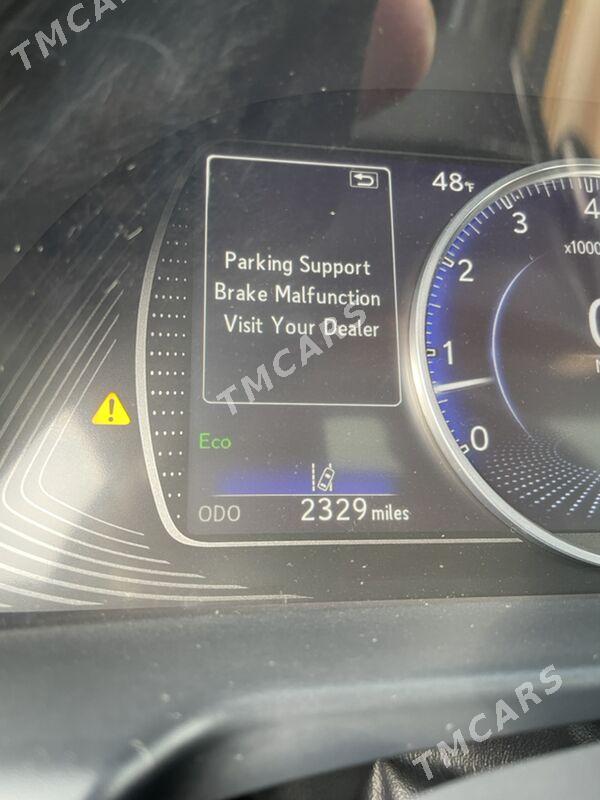 TMCARS
48°F
Parking Support
Brake Malfunction
Visit Your Dealer
TMCARS
Eco
ODO 2329 miles
4
3
x1000
2
1
0
TMCARS